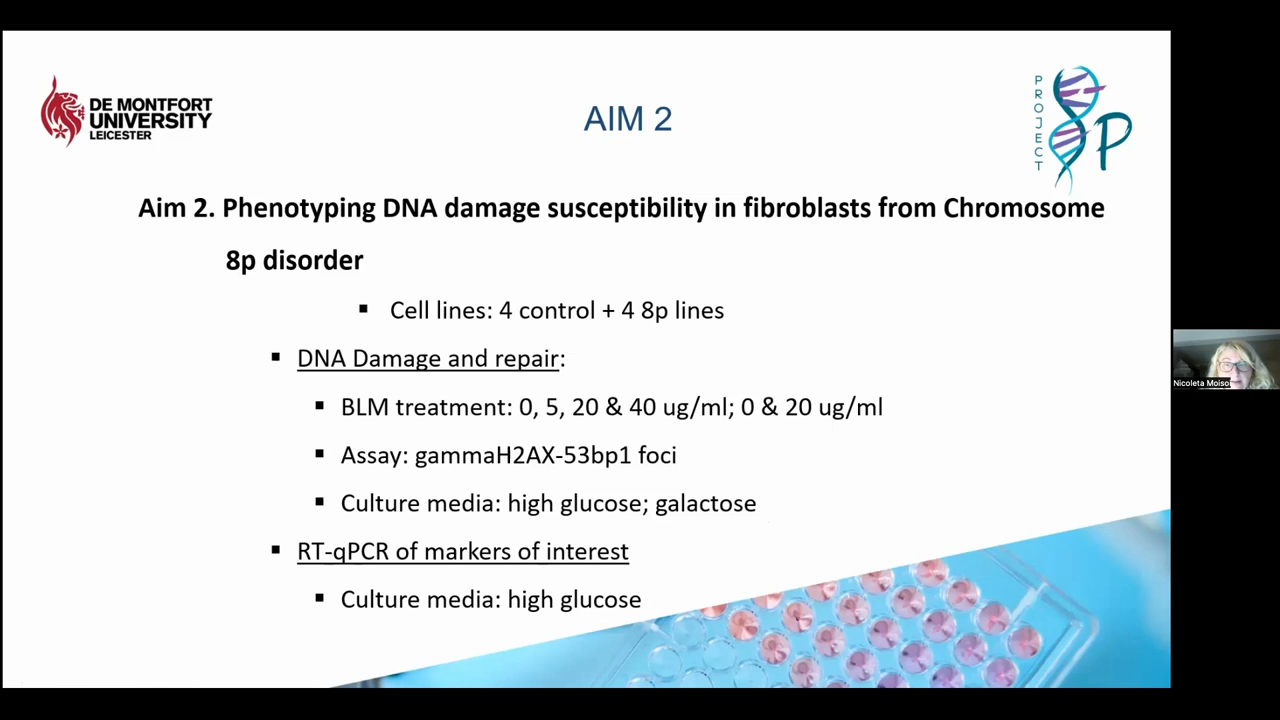 DE MONTFORT
UNIVERSITY
LEICESTER
AIM 2
PROJECT
8P
Aim 2. Phenotyping DNA damage susceptibility in fibroblasts from Chromosome
8p disorder
▪ Cell lines: 4 control + 4 8p lines
▪ DNA Damage and repair:
▪ BLM treatment: 0, 5, 20 & 40 ug/ml; 0 & 20 ug/ml
▪ Assay: gammaH2AX-53bp1 foci
▪ Culture media: high glucose; galactose
▪ RT-qPCR of markers of interest
▪ Culture media: high glucose
Nicoleta Moiso